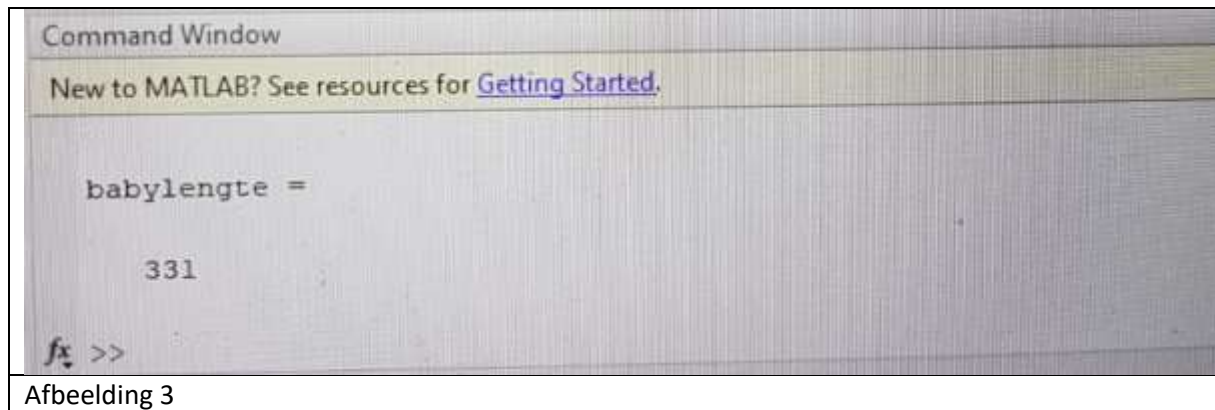 Command Window
New to MATLAB? See resources for Getting Started.
babylengte =
331
fx >>
Afbeelding 3